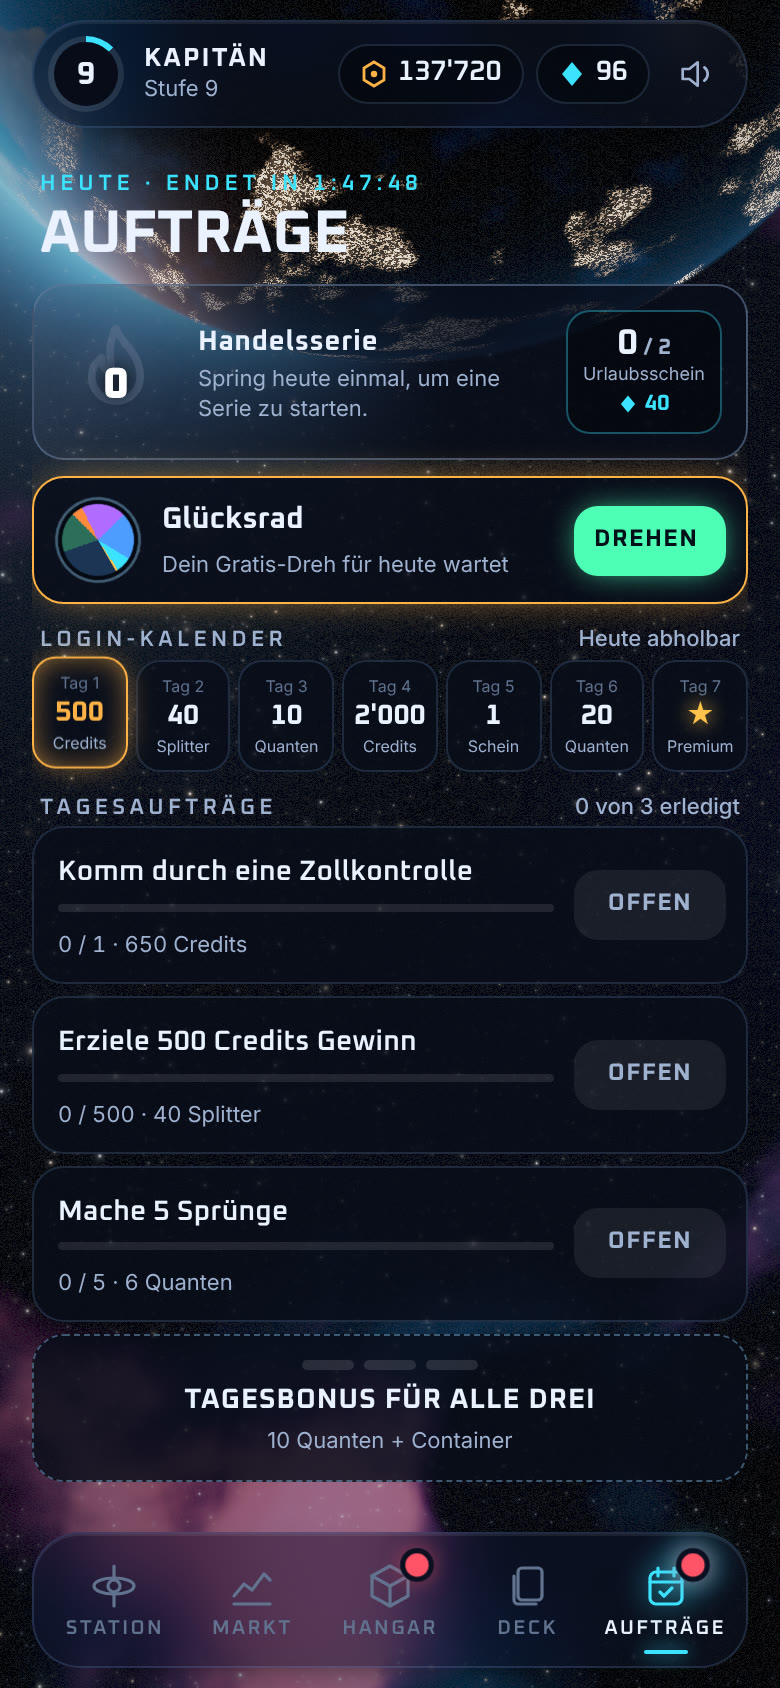 9
KAPITÄN
Stufe 9
137'720
96
HEUTE · ENDET IN 1:47:48
AUFTRÄGE
0
Handelsserie
Spring heute einmal, um eine
Serie zu starten.
0 / 2
Urlaubsschein
40
Glücksrad
Dein Gratis-Dreh für heute wartet
DREHEN
LOGIN-KALENDER
Heute abholbar
Tag 1
500
Credits
Tag 2
40
Splitter
Tag 3
10
Quanten
Tag 4
2'000
Credits
Tag 5
1
Schein
Tag 6
20
Quanten
Tag 7
Premium
TAGESAUFTRÄGE
0 von 3 erledigt
Komm durch eine Zollkontrolle
0 / 1 · 650 Credits
OFFEN
Erziele 500 Credits Gewinn
0 / 500 · 40 Splitter
OFFEN
Mache 5 Sprünge
0 / 5 · 6 Quanten
OFFEN
TAGESBONUS FÜR ALLE DREI
10 Quanten + Container
STATION
MARKT
HANGAR
DECK
AUFTRÄGE